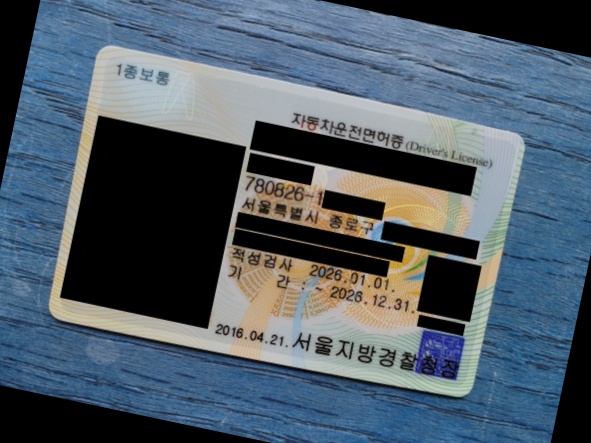 1종보통
자동차운전면허증 (Driver's License)
780826-1
서울특별시 종로구
적성검사 2026.01.01.
기 간 : 2026.12.31.
2016.04.21. 서울지방경찰청장